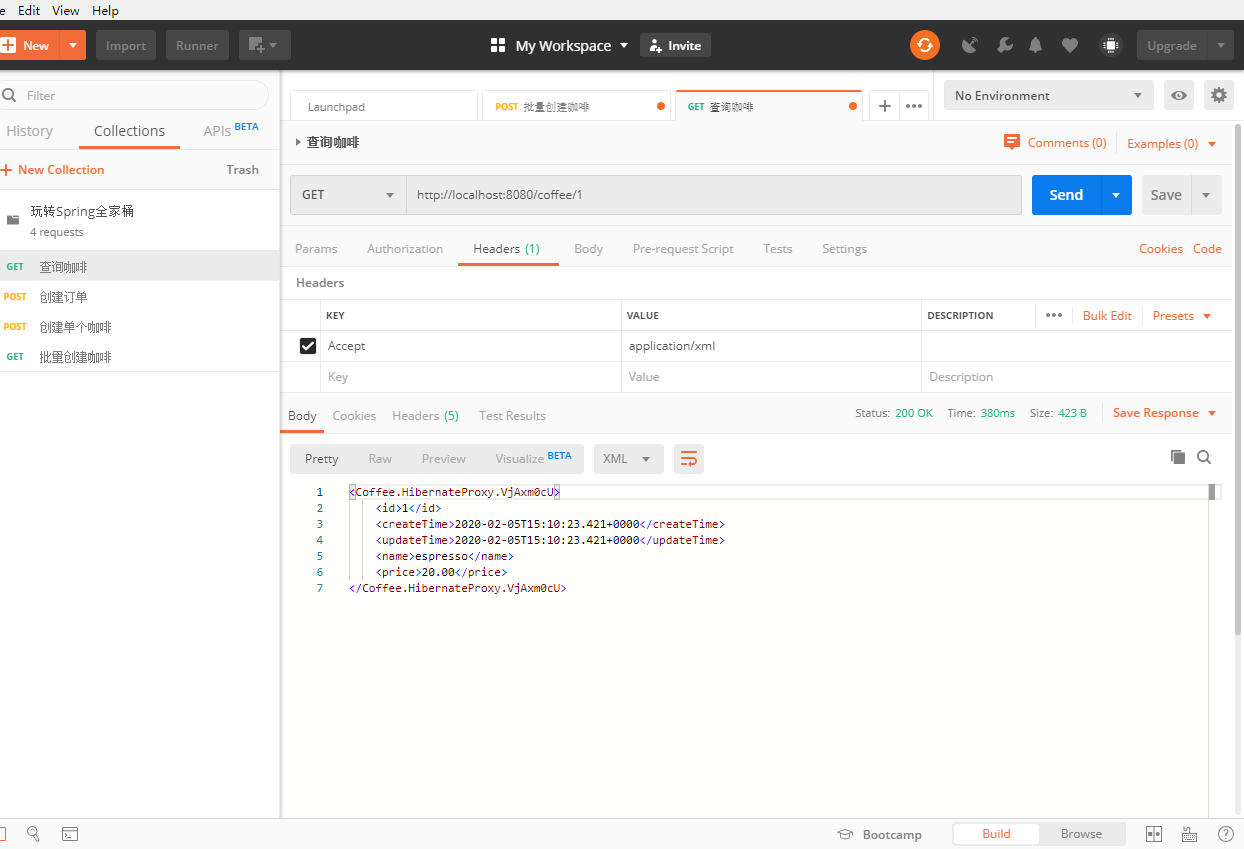 e Edit View Help
New Import Runner My Workspace Invite Upgrade
Filter
History Collections APIs BETA
New Collection Trash
玩转Spring全家桶
4 requests
GET 查询咖啡
POST 创建订单
POST 创建单个咖啡
GET 批量创建咖啡
Launchpad POST 批量创建咖啡 GET 查询咖啡 No Environment
查询咖啡 Comments (0) Examples (0)
GET http://localhost:8080/coffee/1 Send Save
Params Authorization Headers (1) Body Pre-request Script Tests Settings Cookies Code
Headers
KEY VALUE DESCRIPTION Bulk Edit Presets
Accept application/xml
Key Value Description
Body Cookies Headers (5) Test Results Status: 200 OK Time: 380ms Size: 423 B Save Response
Pretty Raw Preview Visualize BETA XML
1 <Coffee.HibernateProxy.VjAxm0cU>
2 <id>1</id>
3 <createTime>2020-02-05T15:10:23.421+0000</createTime>
4 <updateTime>2020-02-05T15:10:23.421+0000</updateTime>
5 <name>espresso</name>
6 <price>20.00</price>
7 </Coffee.HibernateProxy.VjAxm0cU>
Bootcamp Build Browse